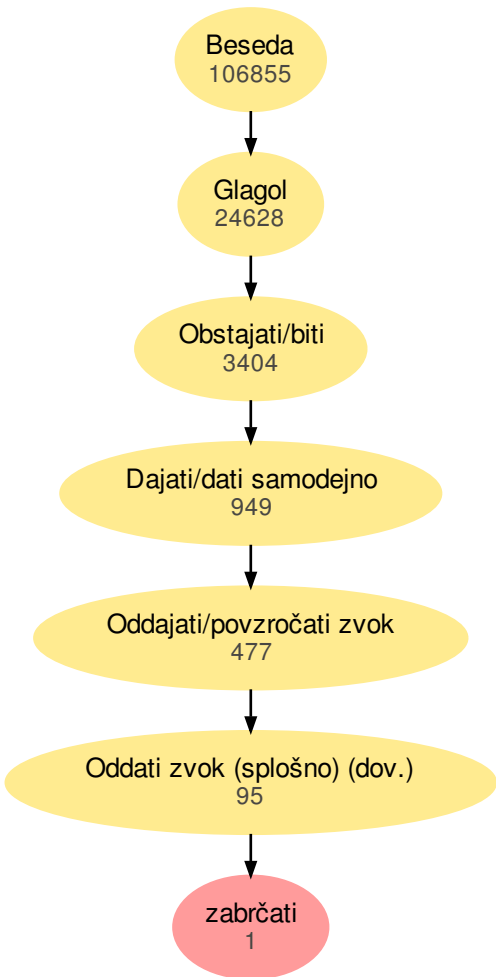 Beseda
106855
Glagol
24628
Obstajati/biti
3404
Dajati/dati samodejno
949
Oddajati/povzročati zvok
477
Oddati zvok (splošno) (dov.)
95
zabrčati
1